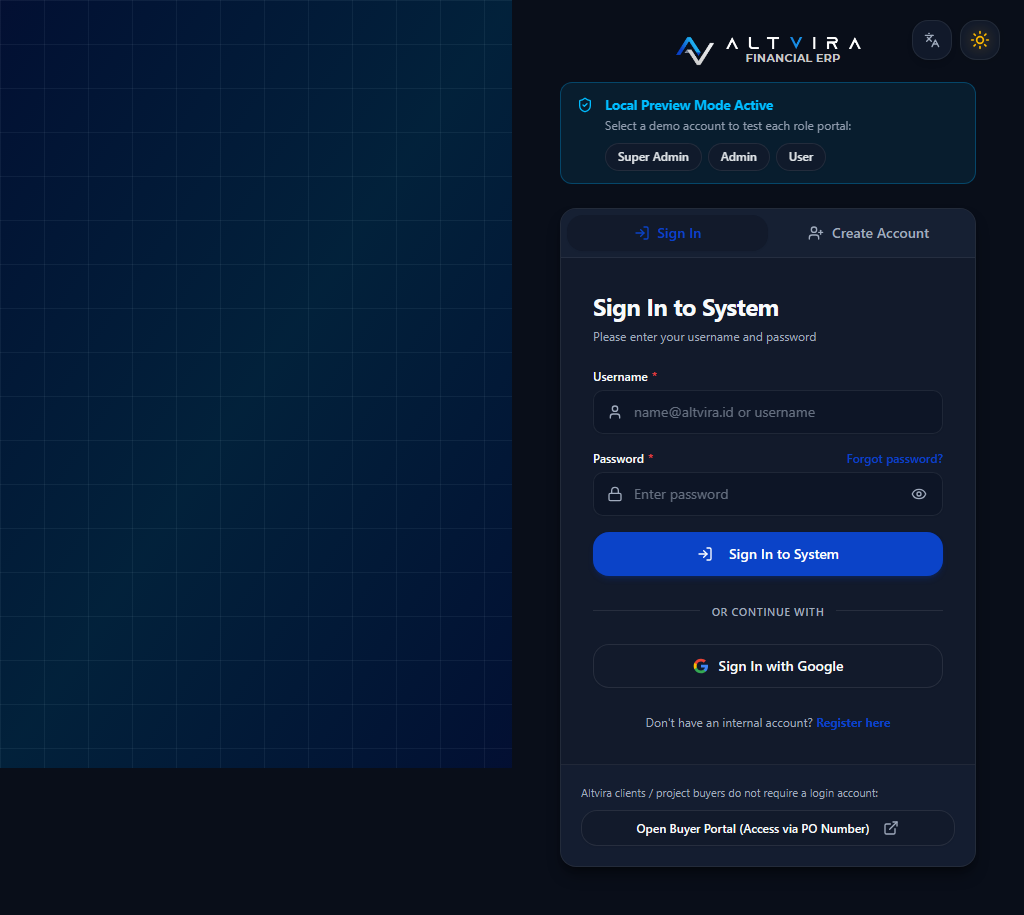 ALTVIRA
FINANCIAL ERP
Local Preview Mode Active
Select a demo account to test each role portal:
Super Admin
Admin
User
Sign In
Create Account
Sign In to System
Please enter your username and password
Username *
name@altvira.id or username
Password *
Forgot password?
Enter password
Sign In to System
OR CONTINUE WITH
Sign In with Google
Don't have an internal account? Register here
Altvira clients / project buyers do not require a login account:
Open Buyer Portal (Access via PO Number)